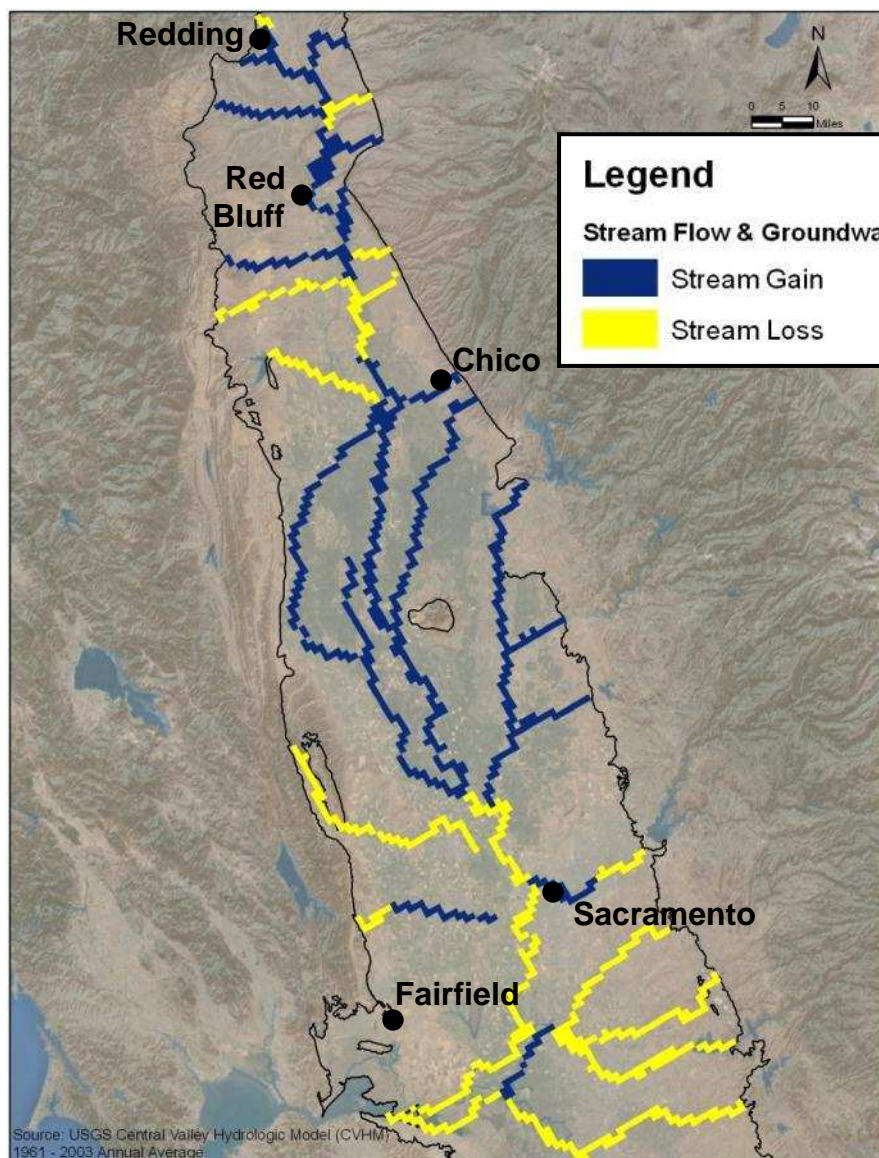 Redding
N
0 5 10
Miles
Red
Bluff
Legend
Stream Flow & Groundwa
Stream Gain
Stream Loss
Chico
Sacramento
Fairfield
Source: USGS Central Valley Hydrologic Model (CVHM)
1961 - 2003 Annual Average